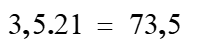 3,5.21 = 73,5